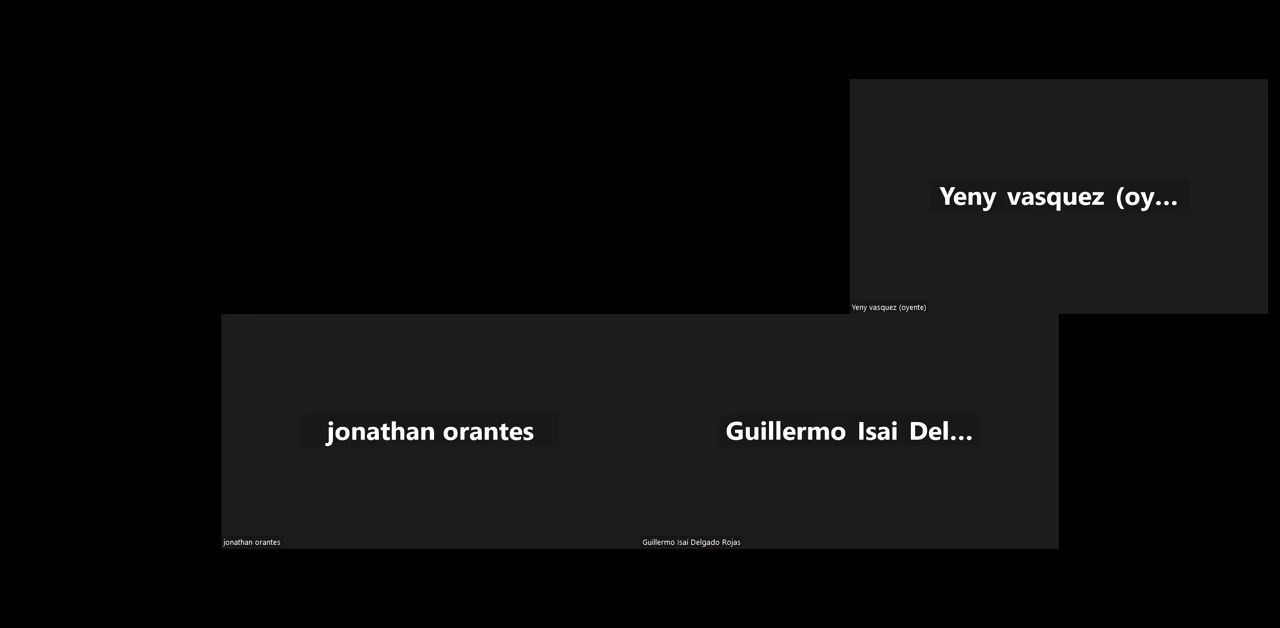 Yeny vasquez (oy...
Yeny vasquez (oyente)
jonathan orantes
Guillermo Isai Del...
jonathan orantes
Guillermo Isai Delgado Rojas